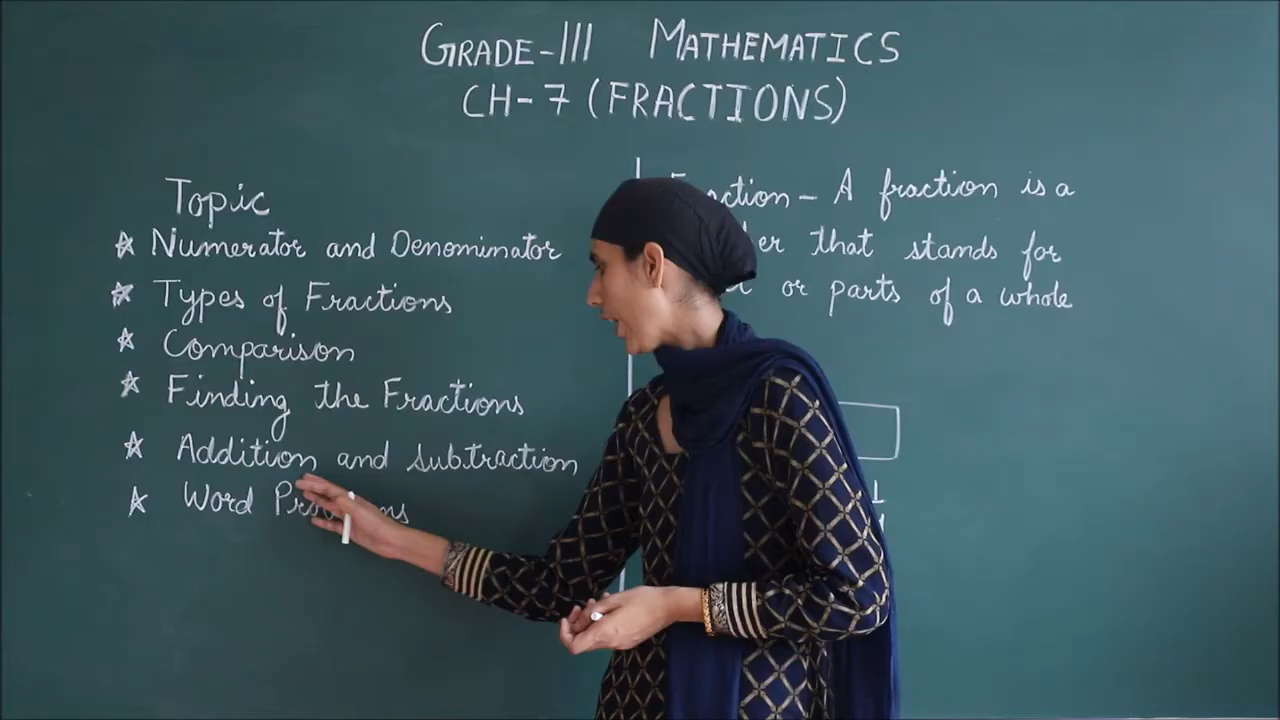 GRADE-III MATHEMATICS
CH-7 (FRACTIONS)
Topic
☆ Numerator and Denominator
☆ Types of Fractions
☆ Comparison
☆ Finding the Fractions
☆ Addition and subtraction
☆ Word
- A fraction is a
that stands for
or parts of a whole